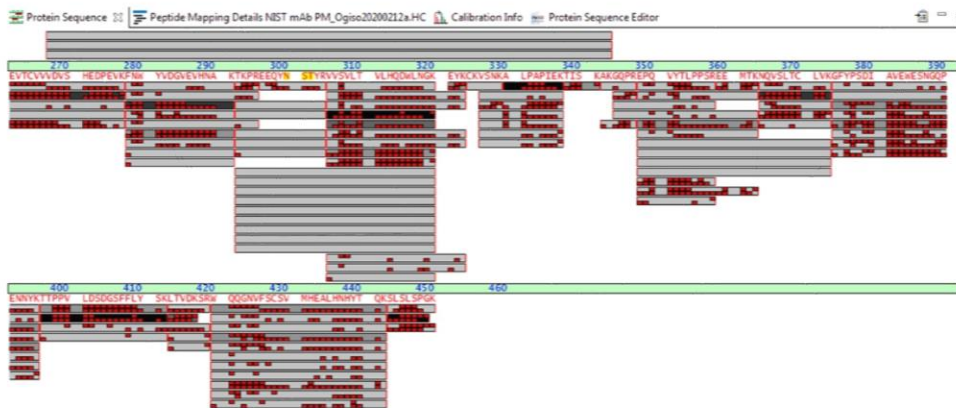 Protein Sequence Peptide Mapping Details NIST mAb PM_Ogiso20200212a.HC Calibration Info Protein Sequence Editor
270 280 290 300 310 320 330 340 350 360 370 380 390
EVTCVVVDVS HEDPEVKFNW YVDGVEVHNA KTKPREEQYN STYRVVSVLT VLHQDWLNGK EYKCKVSNKA LPAPIEKTIS KAKGQPREPQ VYTLPPSREE MTKNQVSLTC LVKGFYPSDI AVEWESNGQP
400 410 420 430 440 450 460
ENNYKTTPPV LDSDGSFFLY SKLTVDKSRW QQGNVFSCSV MHEALHNHYT QKSLSLSPGK